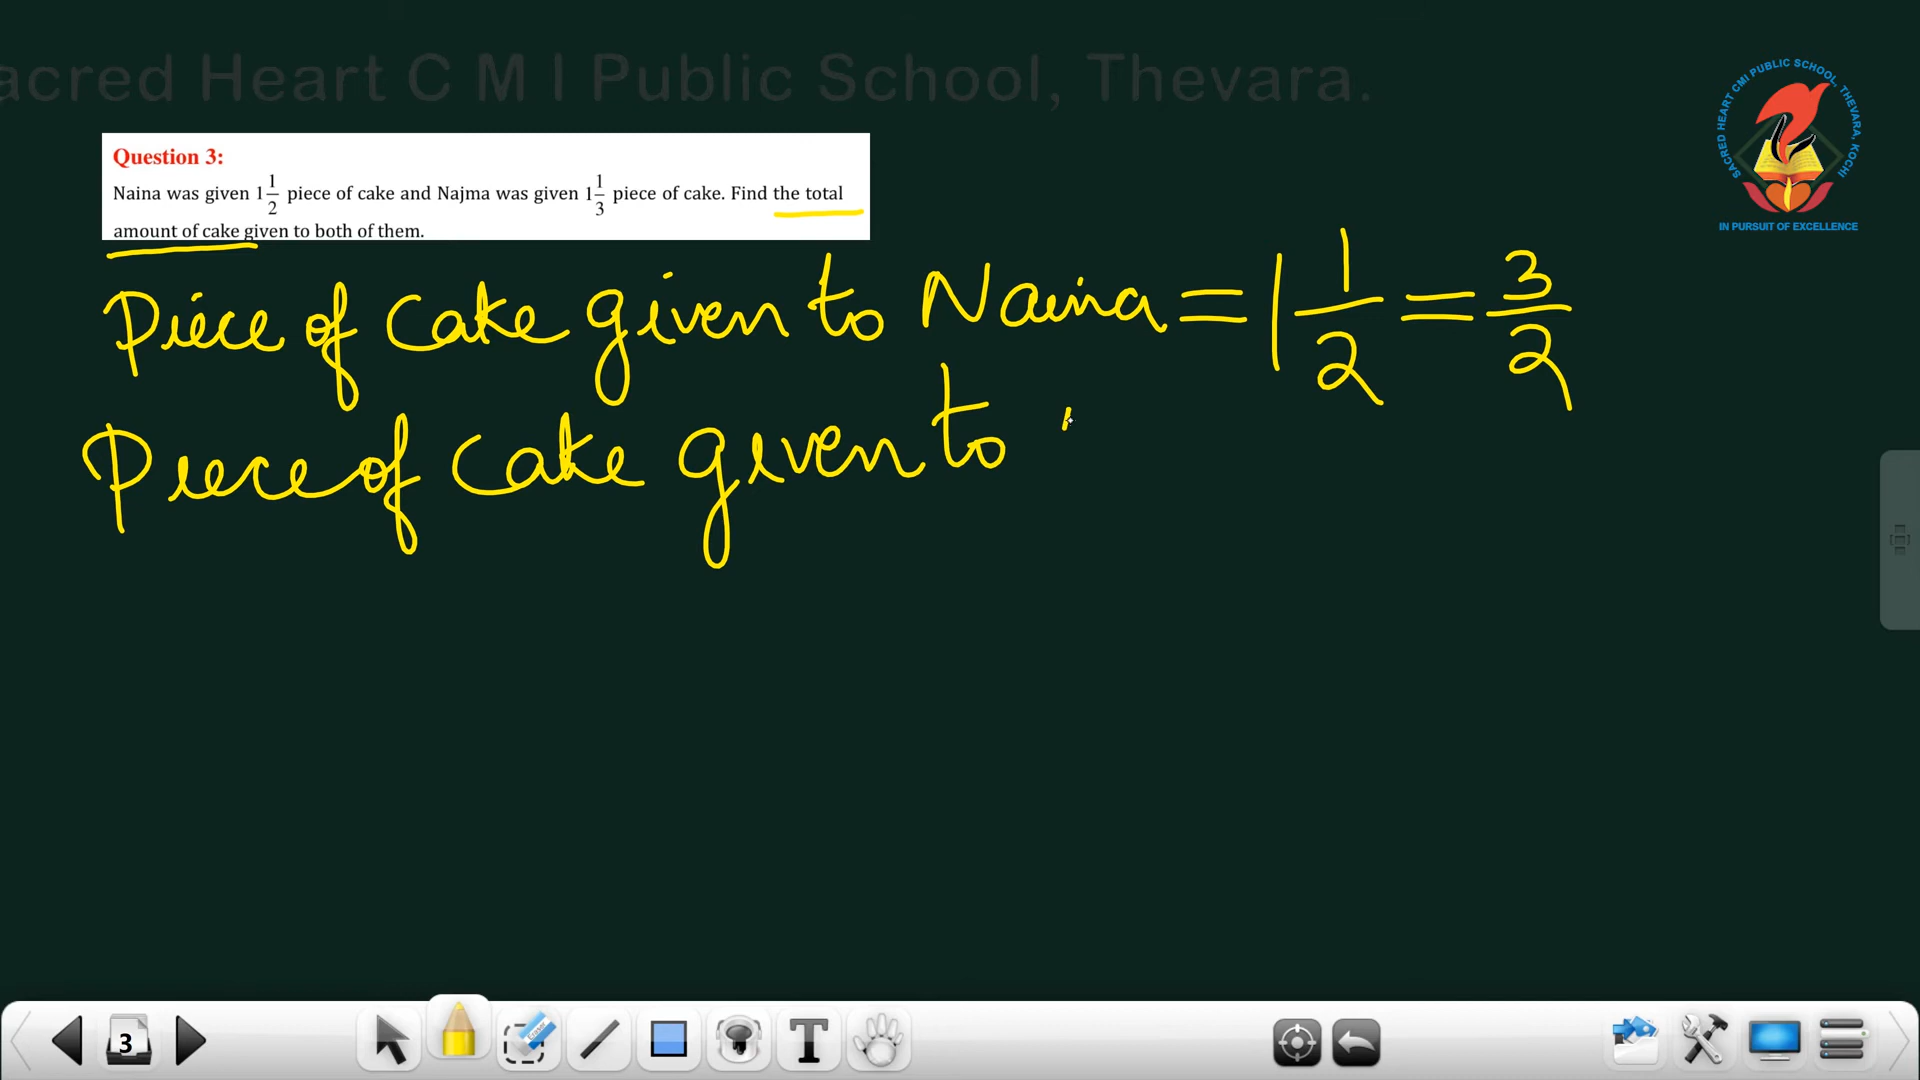 acred Heart C M I Public School, Thevara.
SACRED HEART CMI PUBLIC SCHOOL, THEVARA, KOCHI
IN PURSUIT OF EXCELLENCE
Question 3:
Naina was given 1 1/2 piece of cake and Najma was given 1 1/3 piece of cake. Find the total
amount of cake given to both of them.
Piece of Cake given to Naina = 1 1/2 = 3/2
Piece of Cake given to
3
T